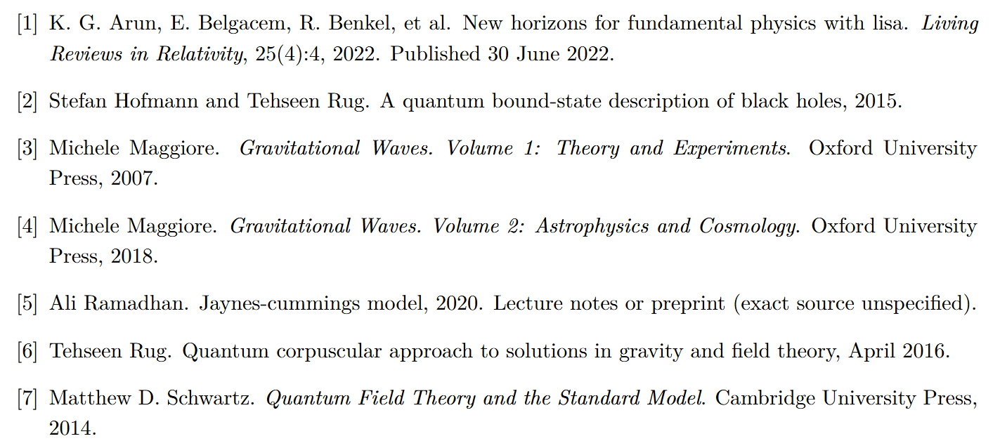 [1] K. G. Arun, E. Belgacem, R. Benkel, et al. New horizons for fundamental physics with lisa. Living
Reviews in Relativity, 25(4):4, 2022. Published 30 June 2022.
[2] Stefan Hofmann and Tehseen Rug. A quantum bound-state description of black holes, 2015.
[3] Michele Maggiore. Gravitational Waves. Volume 1: Theory and Experiments. Oxford University
Press, 2007.
[4] Michele Maggiore. Gravitational Waves. Volume 2: Astrophysics and Cosmology. Oxford University
Press, 2018.
[5] Ali Ramadhan. Jaynes-cummings model, 2020. Lecture notes or preprint (exact source unspecified).
[6] Tehseen Rug. Quantum corpuscular approach to solutions in gravity and field theory, April 2016.
[7] Matthew D. Schwartz. Quantum Field Theory and the Standard Model. Cambridge University Press,
2014.